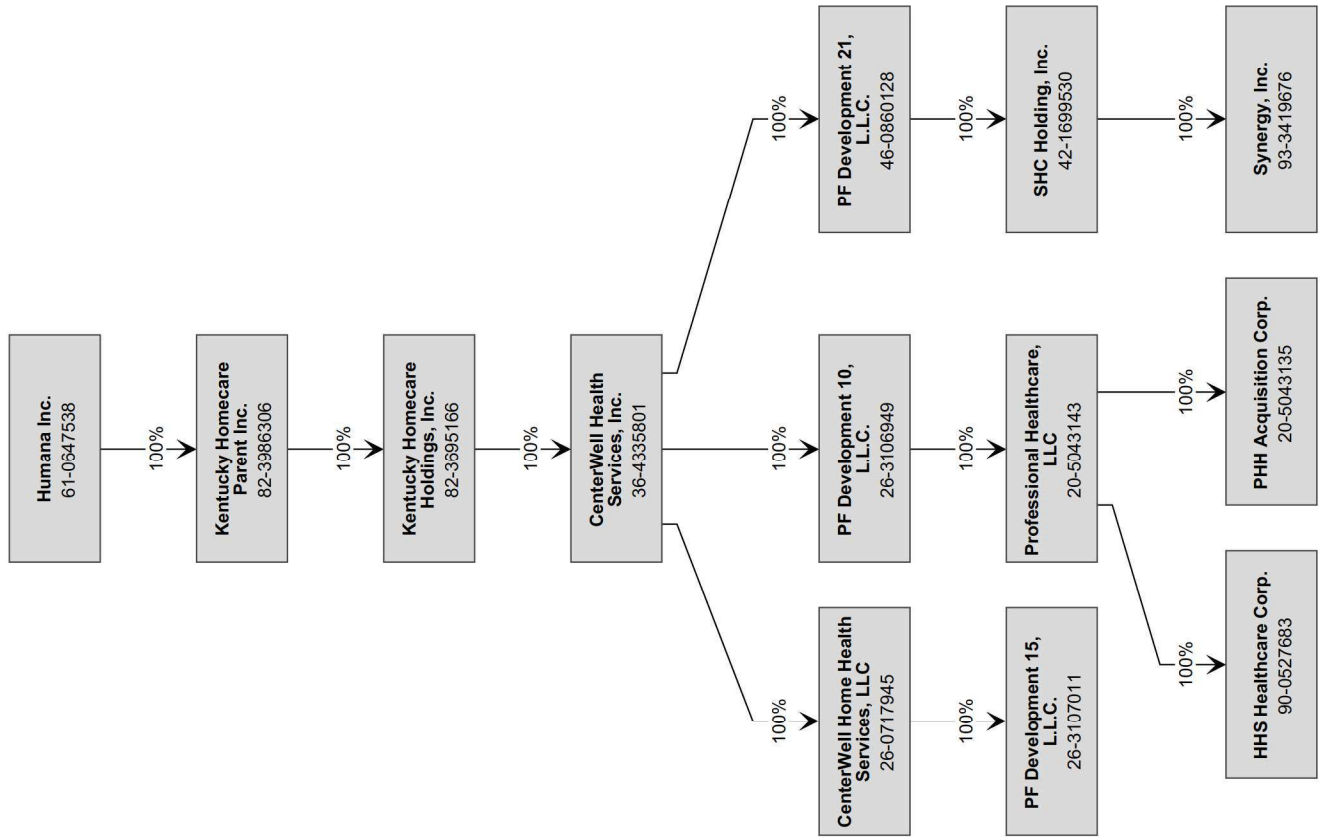 Humana Inc.
61-0647538
100%
Kentucky Homecare
Parent Inc.
82-3986306
100%
Kentucky Homecare
Holdings, Inc.
82-3695166
100%
CenterWell Health
Services, Inc.
36-4335801
100%
100%
100%
CenterWell Home Health
Services, LLC
26-0717945
PF Development 10,
L.L.C.
26-3106949
PF Development 21,
L.L.C.
46-0860128
100%
100%
100%
PF Development 15,
L.L.C.
26-3107011
Professional Healthcare,
LLC
20-5043143
SHC Holding, Inc.
42-1699530
100%
100%
100%
HHS Healthcare Corp.
90-0527683
PHH Acquisition Corp.
20-5043135
Synergy, Inc.
93-3419676